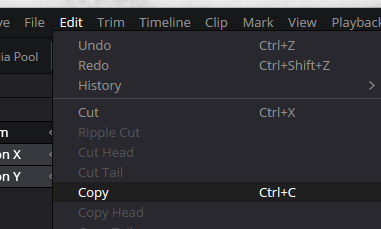 ve File Edit Trim Timeline Clip Mark View Playback
Undo Ctrl+Z
ia Pool Redo Ctrl+Shift+Z
History
Cut Ctrl+X
m Ripple Cut
on X Cut Head
on Y Cut Tail
Copy Ctrl+C
Copy Head